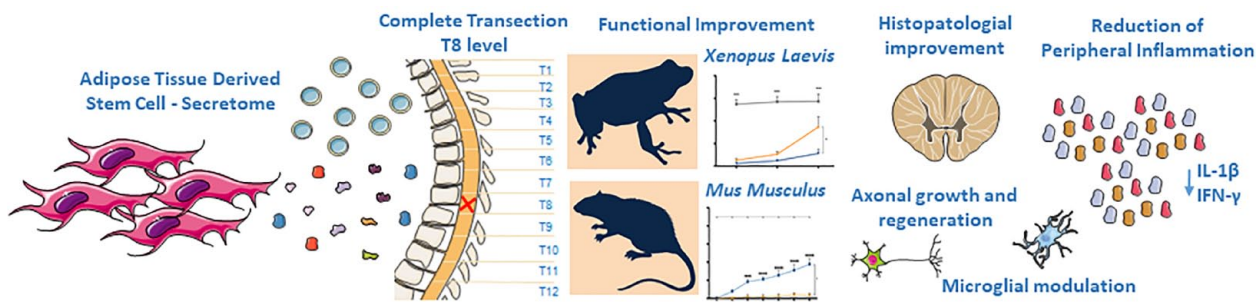 Adipose Tissue Derived
Stem Cell - Secretome
Complete Transection
T8 level
T1
T2
T3
T4
T5
T6
T7
T8
T9
T10
T11
T12
Functional Improvement
Xenopus Laevis
Mus Musculus
Histopatologial
improvement
Axonal growth and
regeneration
Microglial modulation
Reduction of
Peripheral Inflammation
↓ IL-1β
IFN-γ